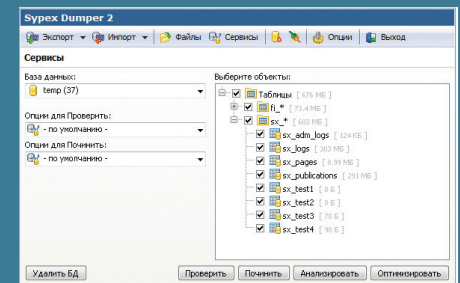 Sypex Dumper 2
Экспорт Импорт Файлы Сервисы Опции Выход
Сервисы
База данных:
temp (37)
Опции для Проверить:
- по умолчанию -
Опции для Починить:
- по умолчанию -
Выберите объекты:
Таблицы [ 676 МБ ]
fl_* [ 73.4 МБ ]
sx_* [ 603 МБ ]
sx_adm_logs [ 124 КБ ]
sx_logs [ 303 МБ ]
sx_pages [ 8.99 МБ ]
sx_publications [ 291 МБ ]
sx_test1 [ 0 Б ]
sx_test2 [ 0 Б ]
sx_test3 [ 70 Б ]
sx_test4 [ 90 Б ]
Удалить БД
Проверить Починить Анализировать Оптимизировать